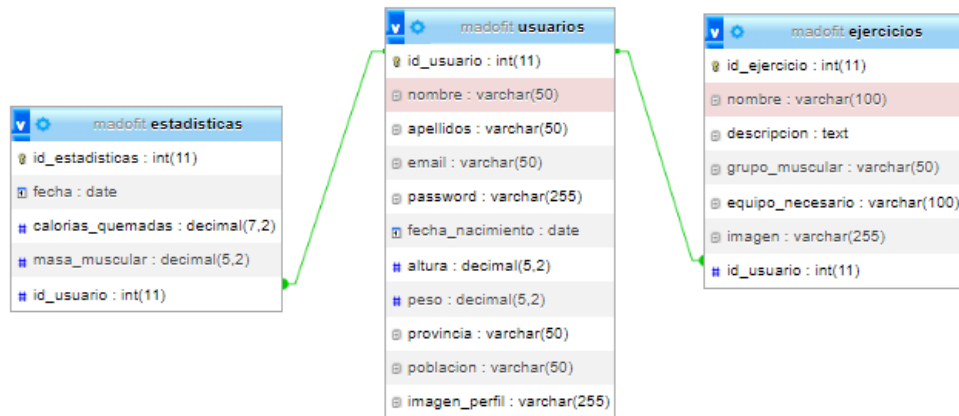 madofit estadisticas
id_estadisticas : int(11)
fecha : date
calorias_quemadas : decimal(7,2)
masa_muscular : decimal(5,2)
id_usuario : int(11)
madofit usuarios
id_usuario : int(11)
nombre : varchar(50)
apellidos : varchar(50)
email : varchar(50)
password : varchar(255)
fecha_nacimiento : date
altura : decimal(5,2)
peso : decimal(5,2)
provincia : varchar(50)
poblacion : varchar(50)
imagen_perfil : varchar(255)
madofit ejercicios
id_ejercicio : int(11)
nombre : varchar(100)
descripcion : text
grupo_muscular : varchar(50)
equipo_necesario : varchar(100)
imagen : varchar(255)
id_usuario : int(11)